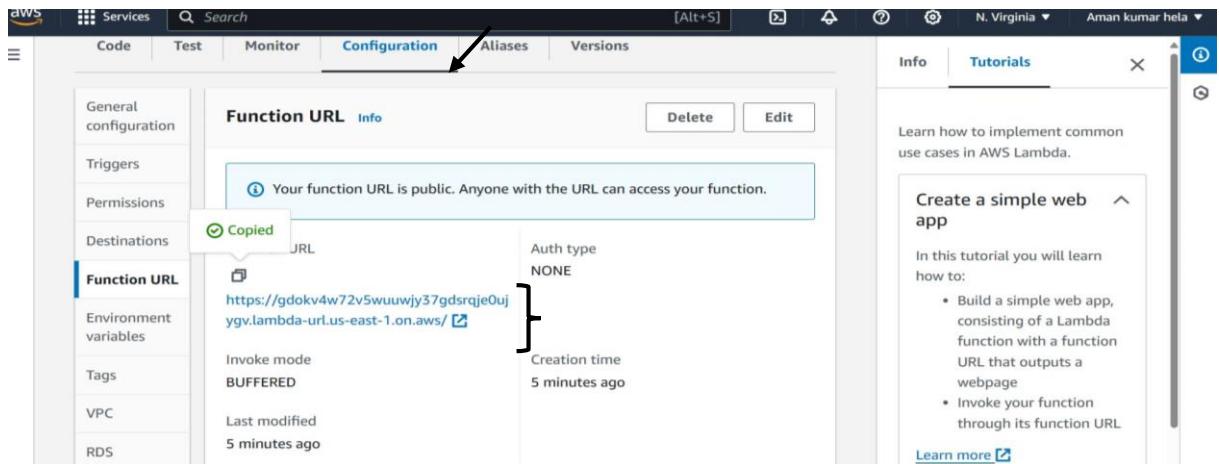 aws
Services
Search
[Alt+S]
N. Virginia ▼
Aman kumar hela ▼
Code
Test
Monitor
Configuration
Aliases
Versions
General
configuration
Triggers
Permissions
Destinations
Function URL
Environment
variables
Tags
VPC
RDS
Function URL Info
Delete
Edit
Your function URL is public. Anyone with the URL can access your function.
Copied
URL
https://gdokv4w72v5wuuwjy37gdsrqje0uj
ygv.lambda-url.us-east-1.on.aws/
Auth type
NONE
Invoke mode
BUFFERED
Creation time
5 minutes ago
Last modified
5 minutes ago
Info
Tutorials
Learn how to implement common
use cases in AWS Lambda.
Create a simple web
app
In this tutorial you will learn
how to:
• Build a simple web app,
consisting of a Lambda
function with a function
URL that outputs a
webpage
• Invoke your function
through its function URL
Learn more